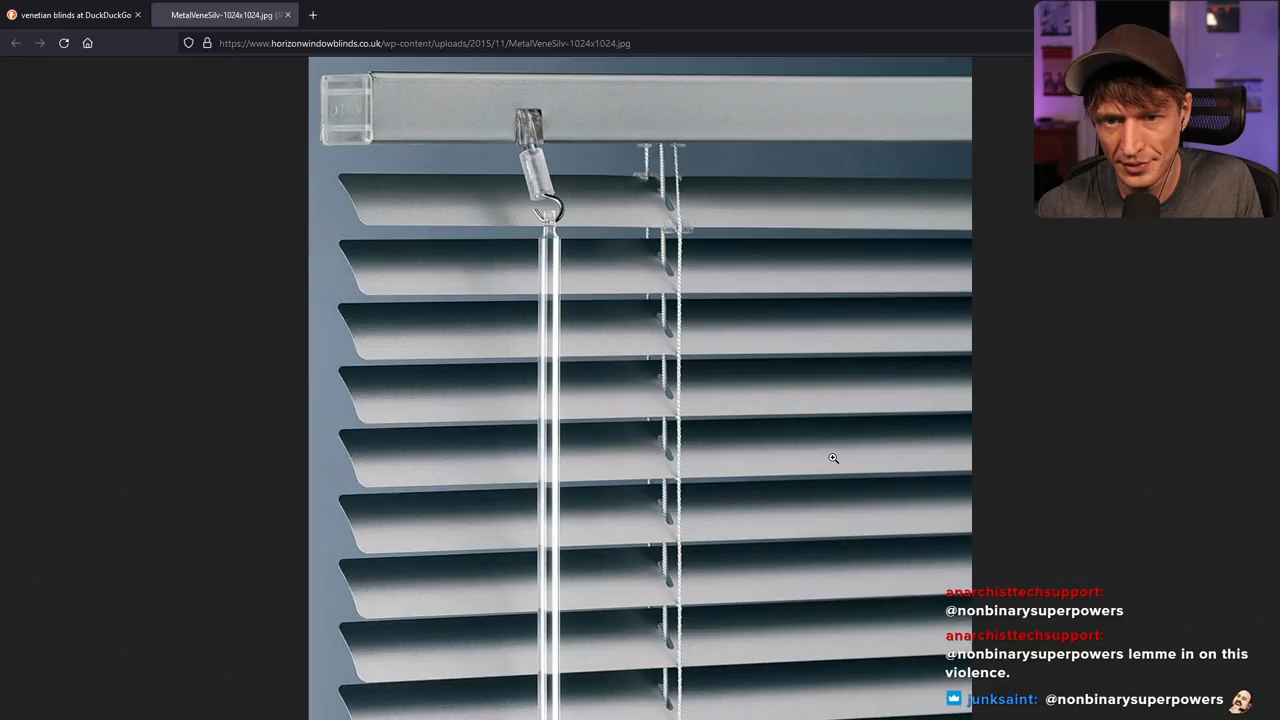 venetian blinds at DuckDuckGo
MetalVeneSilv-1024x1024.jpg (J
https://www.horizonwindowblinds.co.uk/wp-content/uploads/2015/11/MetalVeneSilv-1024x1024.jpg
anarchisttechsupport:
@nonbinarysuperpowers
anarchisttechsupport:
@nonbinarysuperpowers lemme in on this
violence.
junksaint: @nonbinarysuperpowers